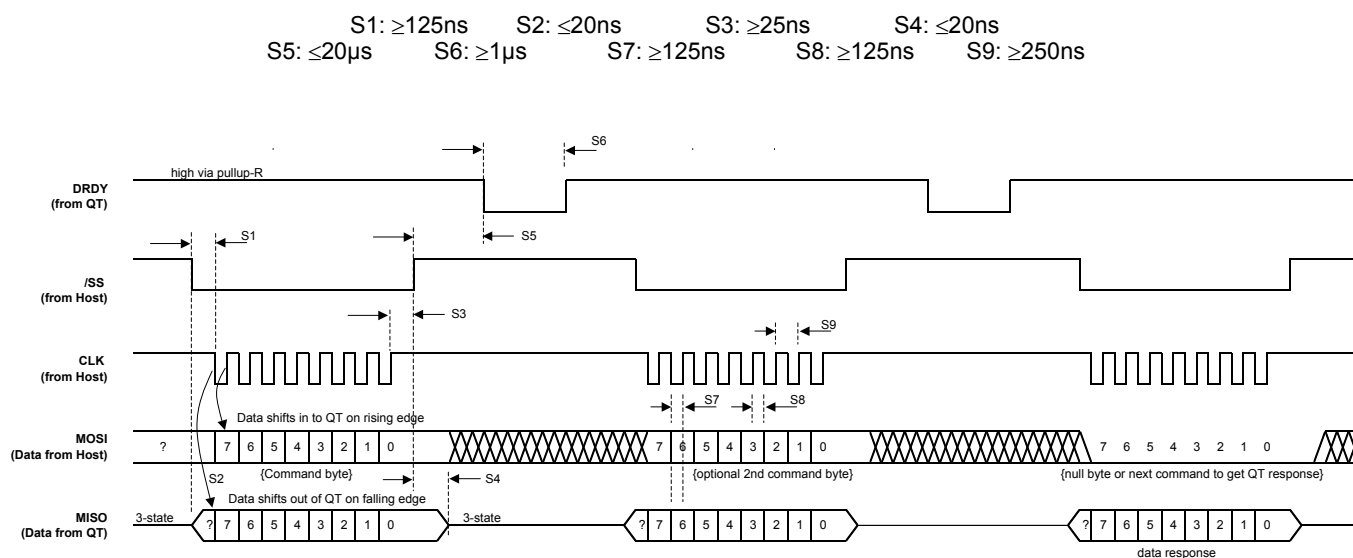 S1: ≥125ns S2: ≤20ns S3: ≥25ns S4: ≤20ns
S5: ≤20µs S6: ≥1µs S7: ≥125ns S8: ≥125ns S9: ≥250ns
S6
high via pullup-R
DRDY
(from QT)
S1
S5
/SS
(from Host)
S3
S9
CLK
(from Host)
S7
S8
Data shifts in to QT on rising edge
MOSI
(Data from Host)
? 7 6 5 4 3 2 1 0 7 6 5 4 3 2 1 0 7 6 5 4 3 2 1 0
{Command byte} {optional 2nd command byte} {null byte or next command to get QT response}
S2
S4
Data shifts out of QT on falling edge
MISO
(Data from QT)
3-state ? 7 6 5 4 3 2 1 0 3-state ? 7 6 5 4 3 2 1 0 ? 7 6 5 4 3 2 1 0
data response